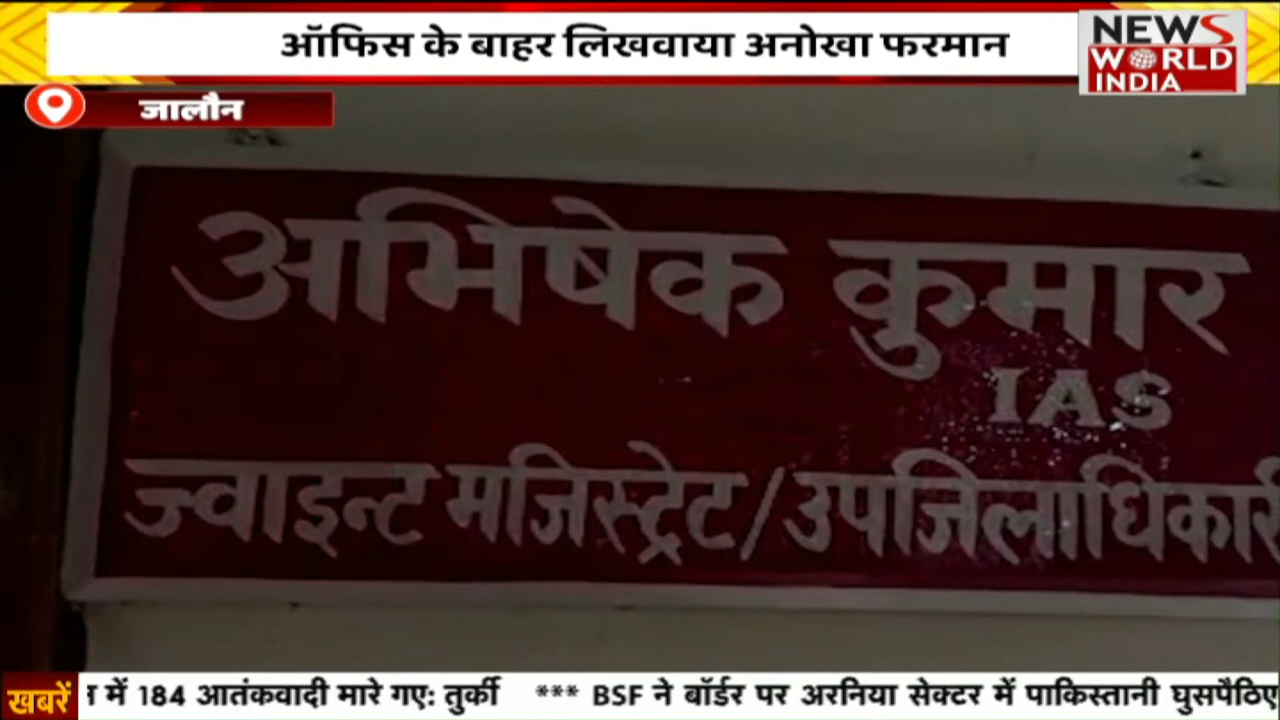 ऑफिस के बाहर लिखवाया अनोखा फरमान
NEWS
WORLD
INDIA
जालौन
अभिषेक कुमार
IAS
ज्वाइन्ट मजिस्ट्रेट/उपजिलाधिकारी
खबरें में 184 आतंकवादी मारे गए: तुर्की *** BSF ने बॉर्डर पर अरनिया सेक्टर में पाकिस्तानी घुसपैठिए